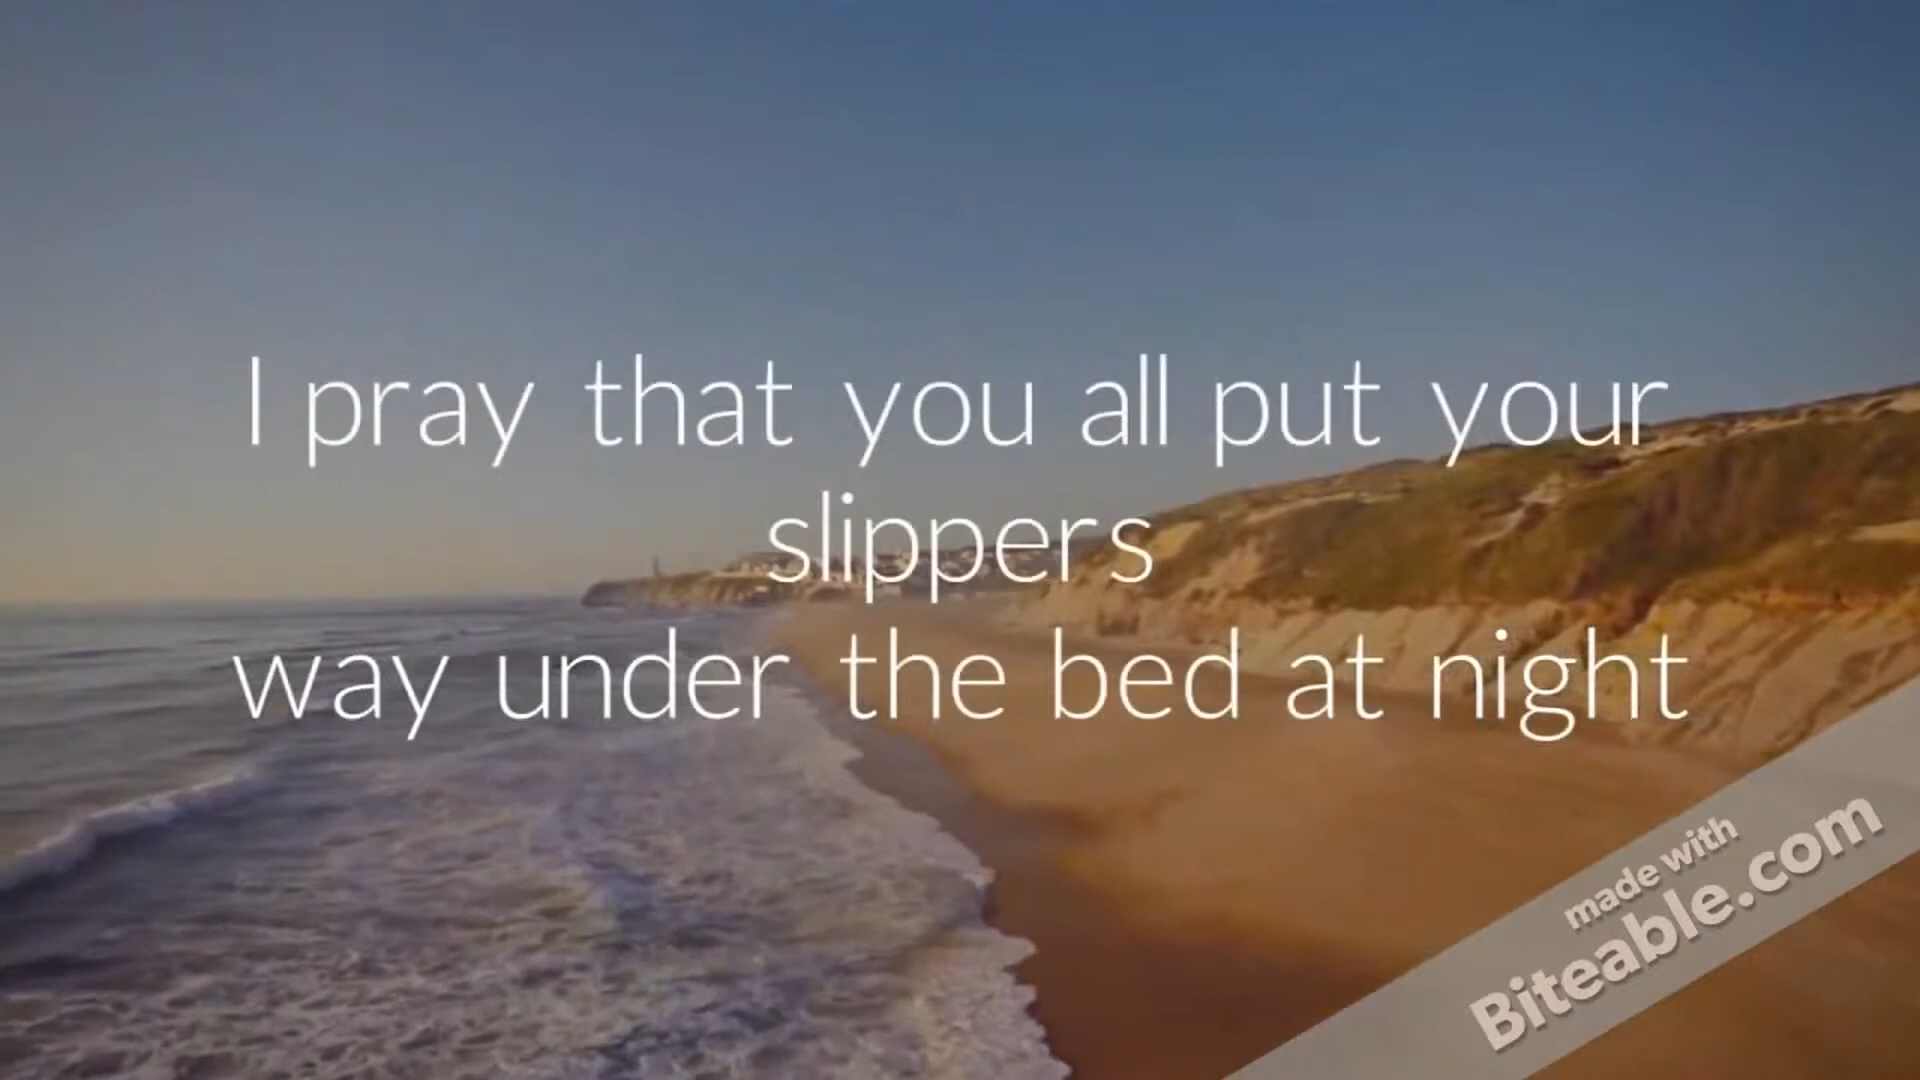 I pray that you all put your
slippers
way under the bed at night
made with
Biteable.com